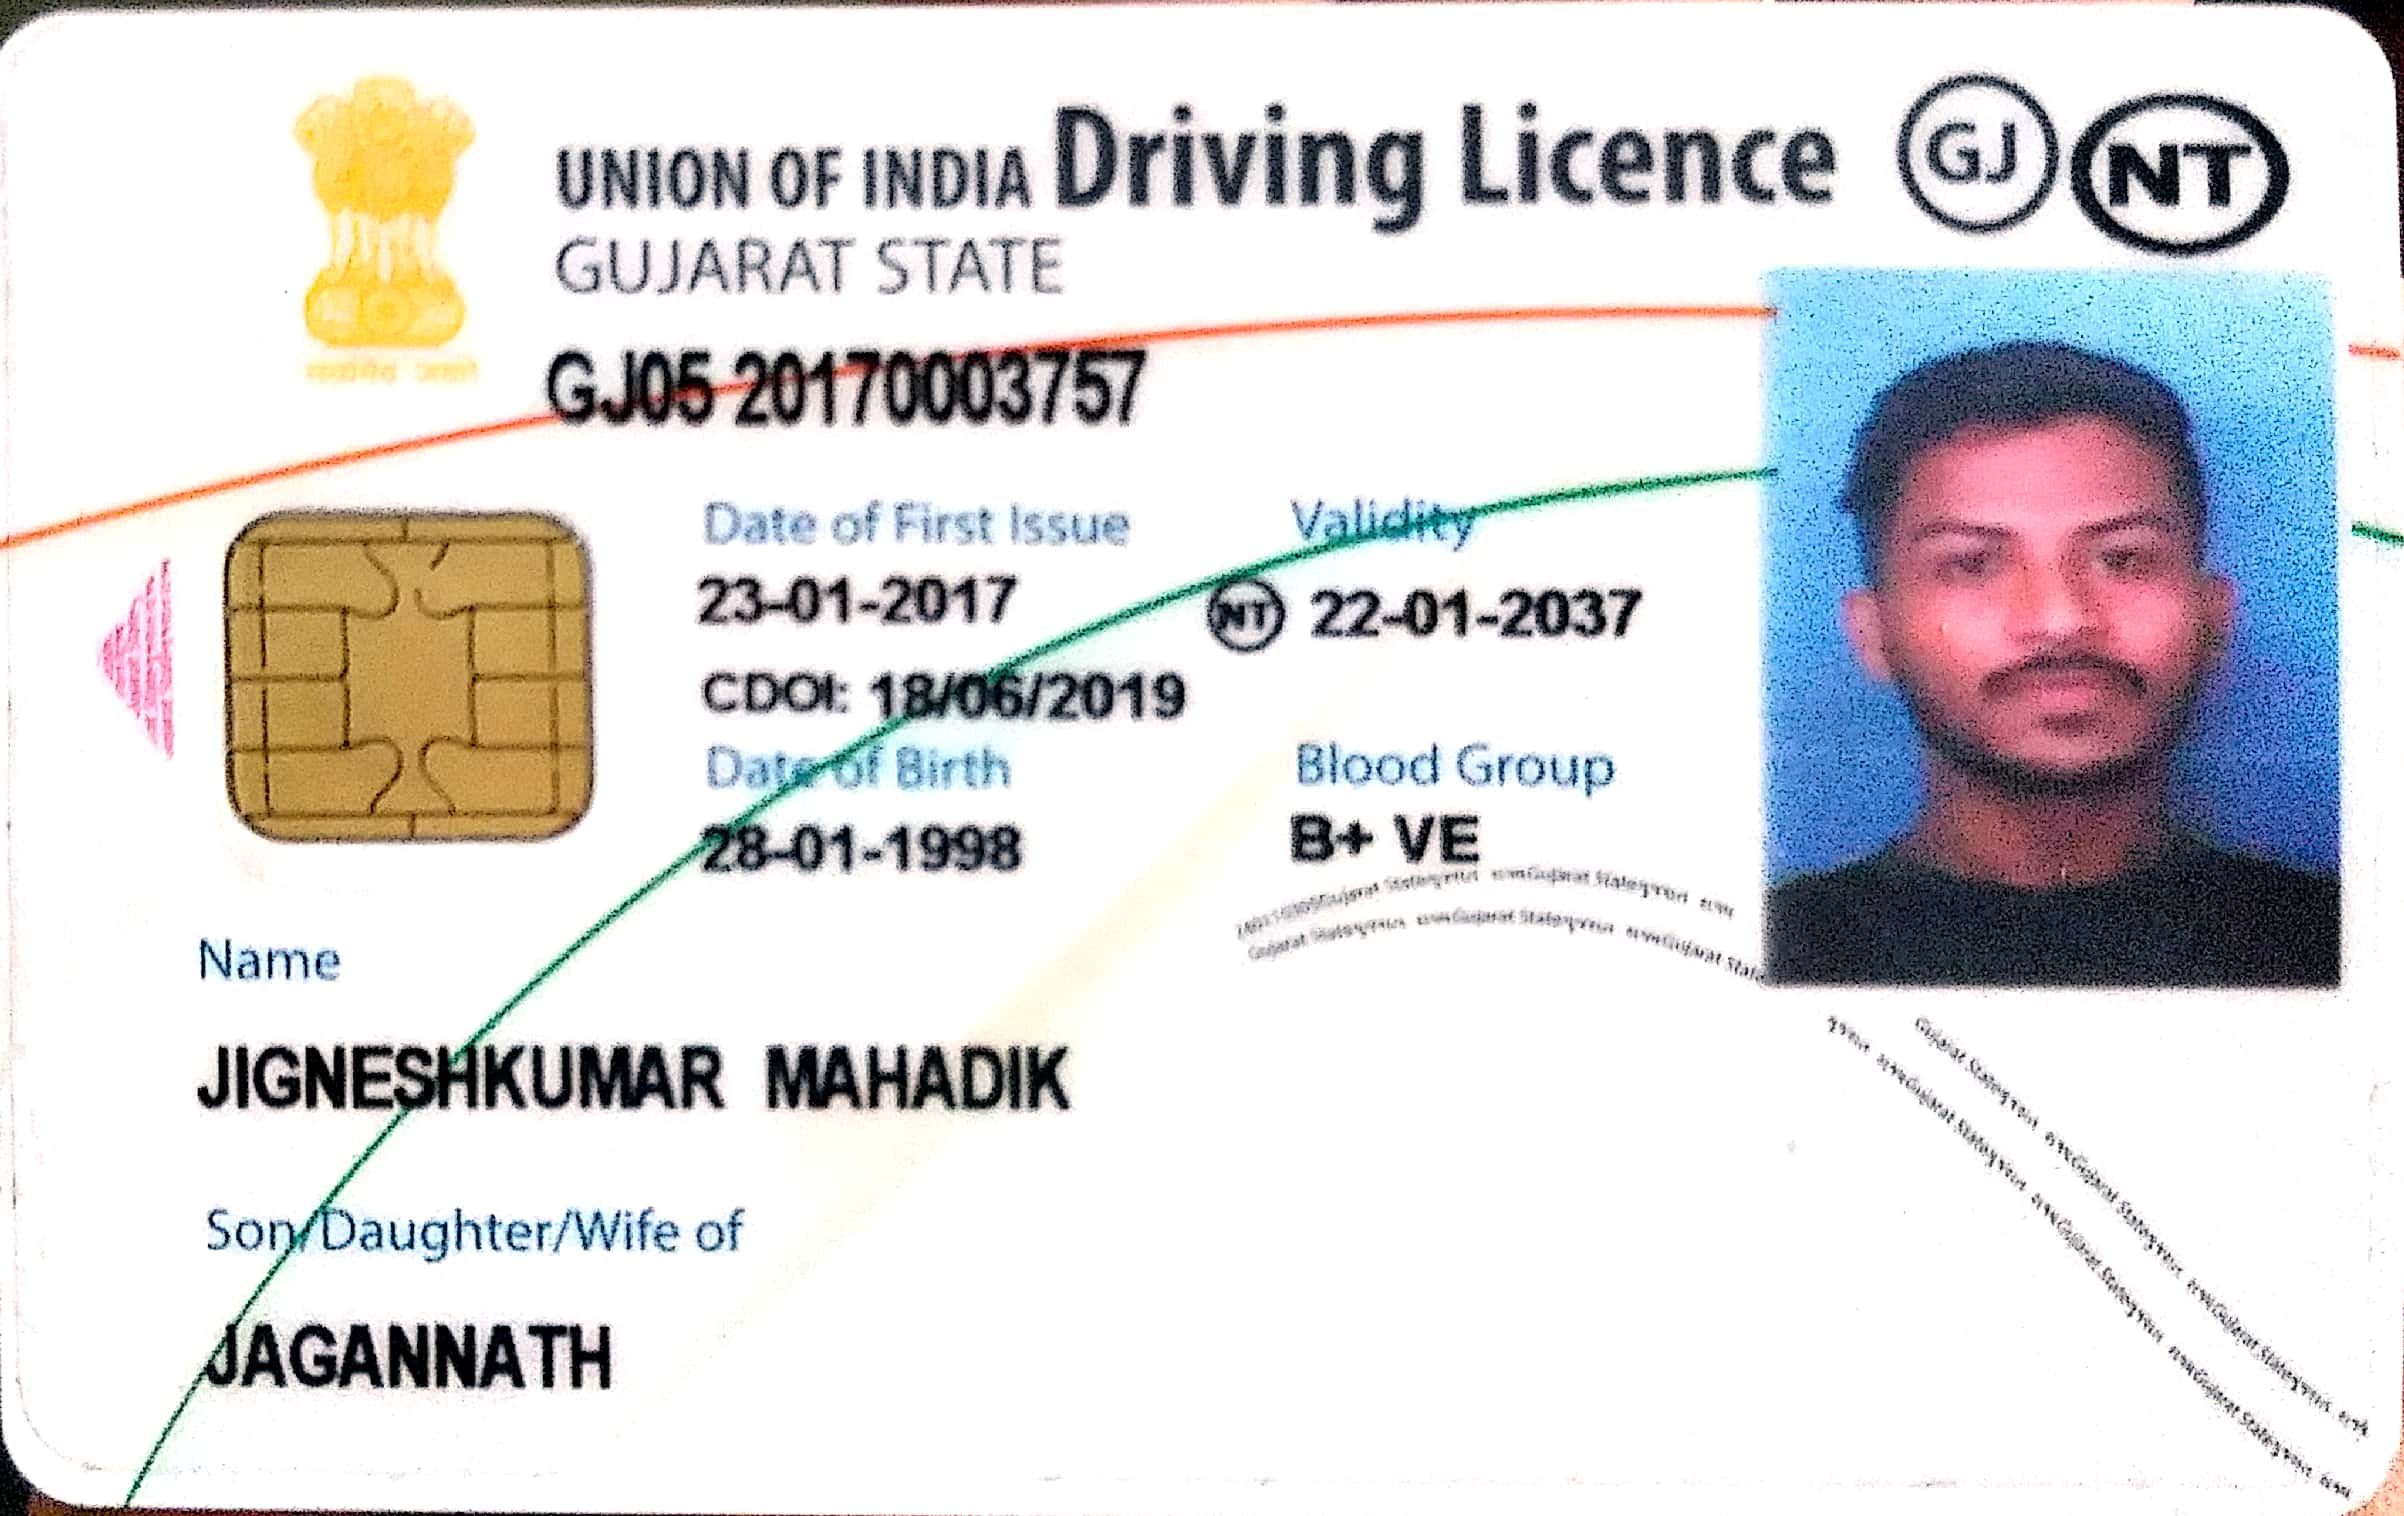 UNION OF INDIA Driving Licence GJ NT
GUJARAT STATE
GJ05 20170003757
Date of First Issue Validity
23-01-2017 NT 22-01-2037
CDOI: 18/06/2019
Date of Birth Blood Group
28-01-1998 B+ VE
Name
JIGNESHKUMAR MAHADIK
Son/Daughter/Wife of
JAGANNATH